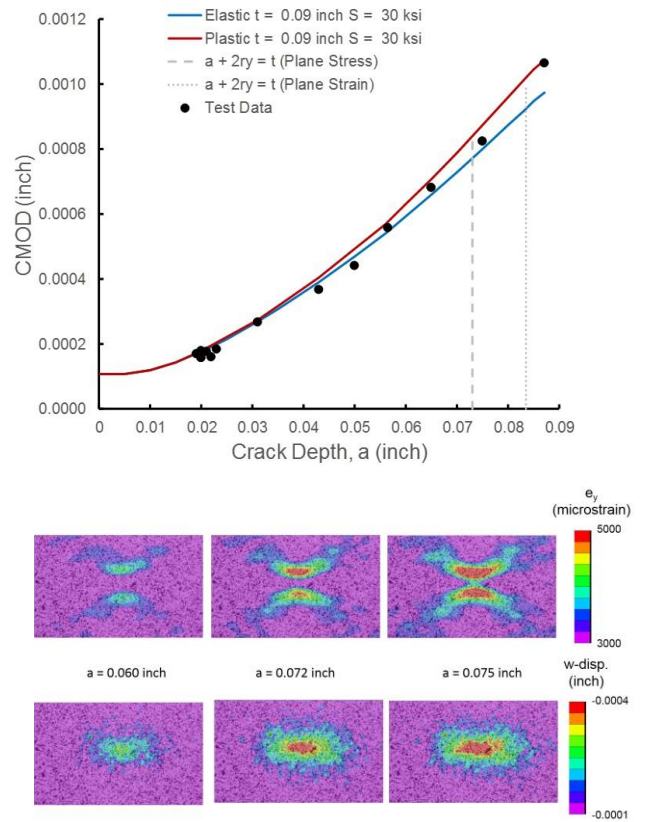 0.0012
0.0010
0.0008
0.0006
0.0004
0.0002
0.0000
CMOD (inch)
Elastic t = 0.09 inch S = 30 ksi
Plastic t = 0.09 inch S = 30 ksi
a + 2ry = t (Plane Stress)
a + 2ry = t (Plane Strain)
Test Data
0 0.01 0.02 0.03 0.04 0.05 0.06 0.07 0.08 0.09
Crack Depth, a (inch)
e_y
(microstrain)
5000
3000
a = 0.060 inch
a = 0.072 inch
a = 0.075 inch
w-disp.
(inch)
-0.0004
-0.0001